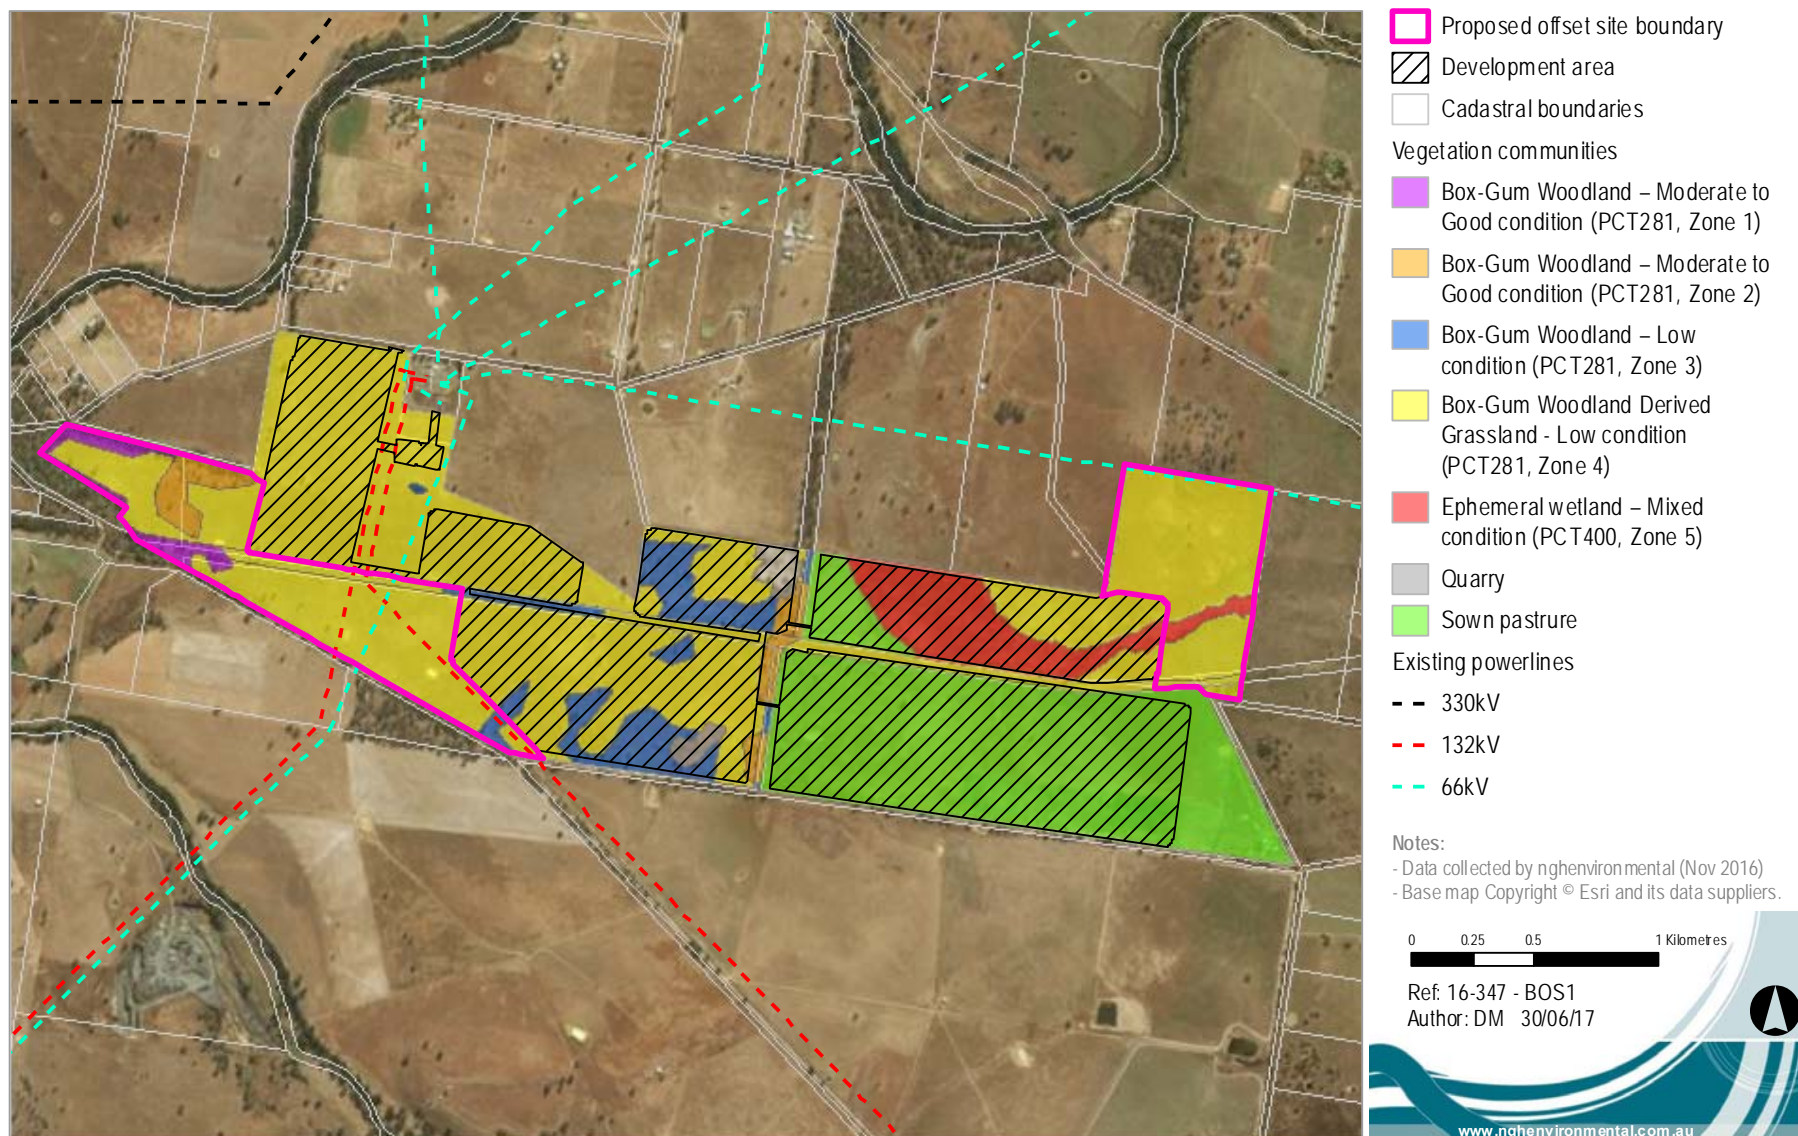 Proposed offset site boundary
Development area
Cadastral boundaries
Vegetation communities
Box-Gum Woodland – Moderate to
Good condition (PCT281, Zone 1)
Box-Gum Woodland – Moderate to
Good condition (PCT281, Zone 2)
Box-Gum Woodland – Low
condition (PCT281, Zone 3)
Box-Gum Woodland Derived
Grassland - Low condition
(PCT281, Zone 4)
Ephemeral wetland – Mixed
condition (PCT400, Zone 5)
Quarry
Sown pastrure
Existing powerlines
330kV
132kV
66kV
Notes:
- Data collected by nghenvironmental (Nov 2016)
- Base map Copyright © Esri and its data suppliers.
0 0.25 0.5 1 Kilometres
Ref: 16-347 - BOS1
Author: DM 30/06/17
www.nghenvironmental.com.au